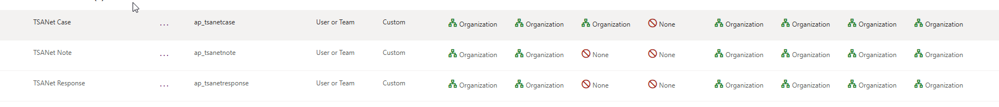 TSANet Case ... ap_tsanetcase User or Team Custom Organization Organization Organization None Organization Organization Organization Organization
TSANet Note ... ap_tsanetnote User or Team Custom Organization Organization None None Organization Organization Organization Organization
TSANet Response ... ap_tsanetresponse User or Team Custom Organization Organization None None Organization Organization Organization Organization